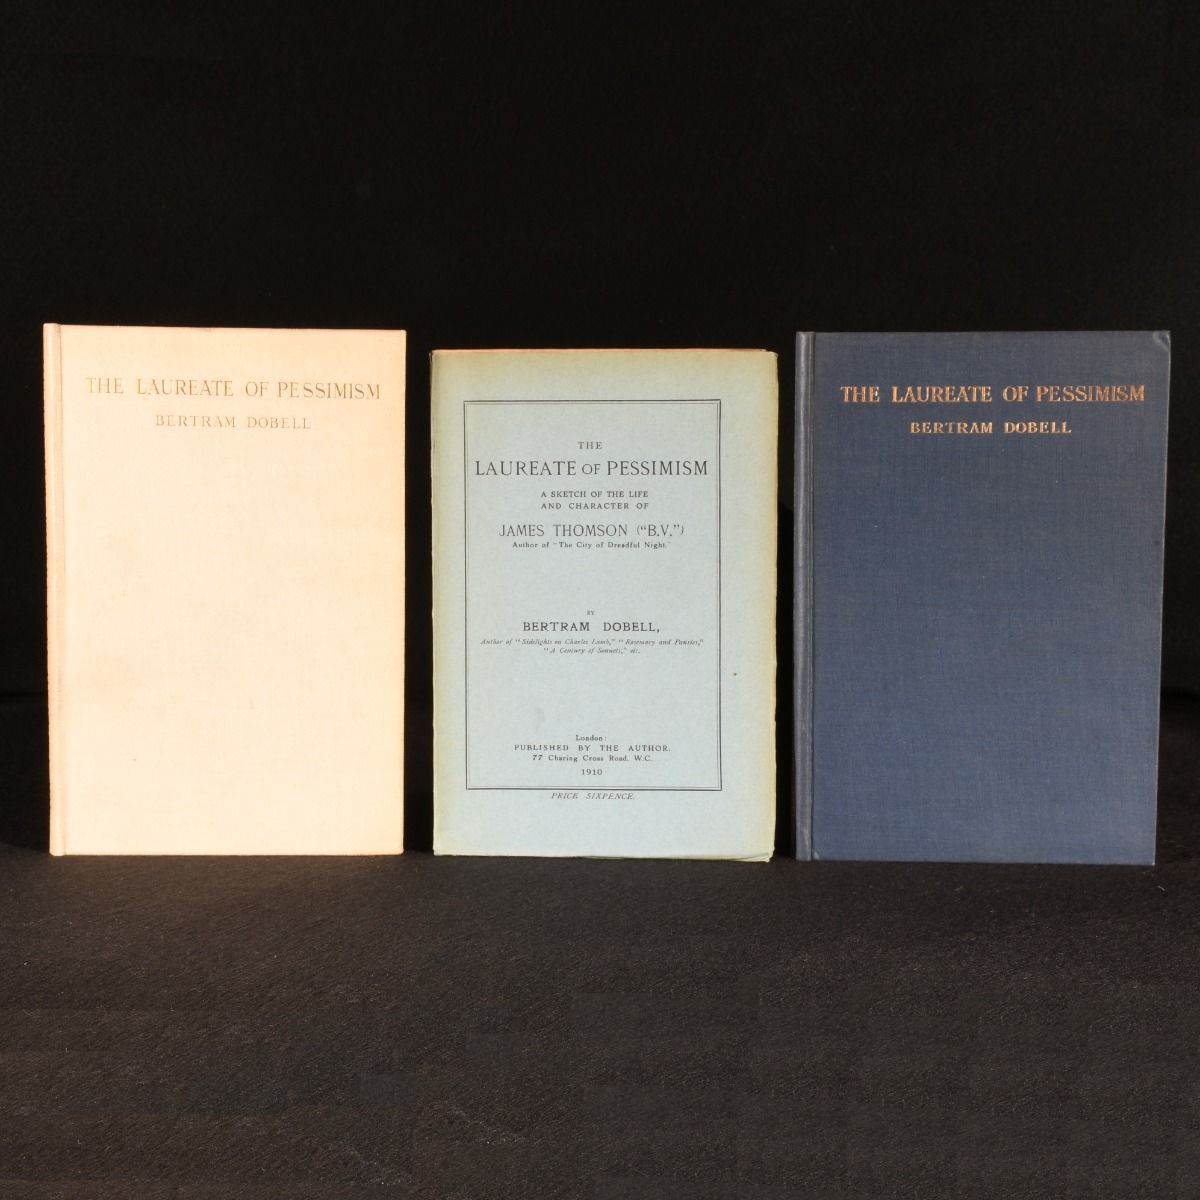 THE LAUREATE OF PESSIMISM
BERTRAM DOBELL
THE
LAUREATE OF PESSIMISM
A SKETCH OF THE LIFE
AND CHARACTER OF
JAMES THOMSON ("B.V.")
Author of "The City of Dreadful Night."
BY
BERTRAM DOBELL,
Author of "Sidelights on Charles Lamb," "Rosemary and Pansies,"
"A Century of Sonnets," etc.
London:
PUBLISHED BY THE AUTHOR.
77 Charing Cross Road, W.C.
1910
PRICE SIXPENCE.
THE LAUREATE OF PESSIMISM
BERTRAM DOBELL